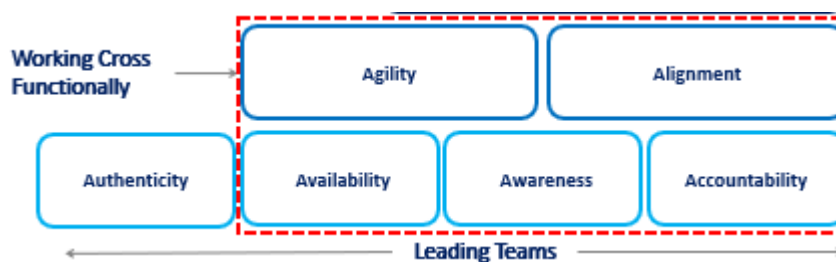 Working Cross
Functionally
Agility
Alignment
Authenticity
Availability
Awareness
Accountability
Leading Teams